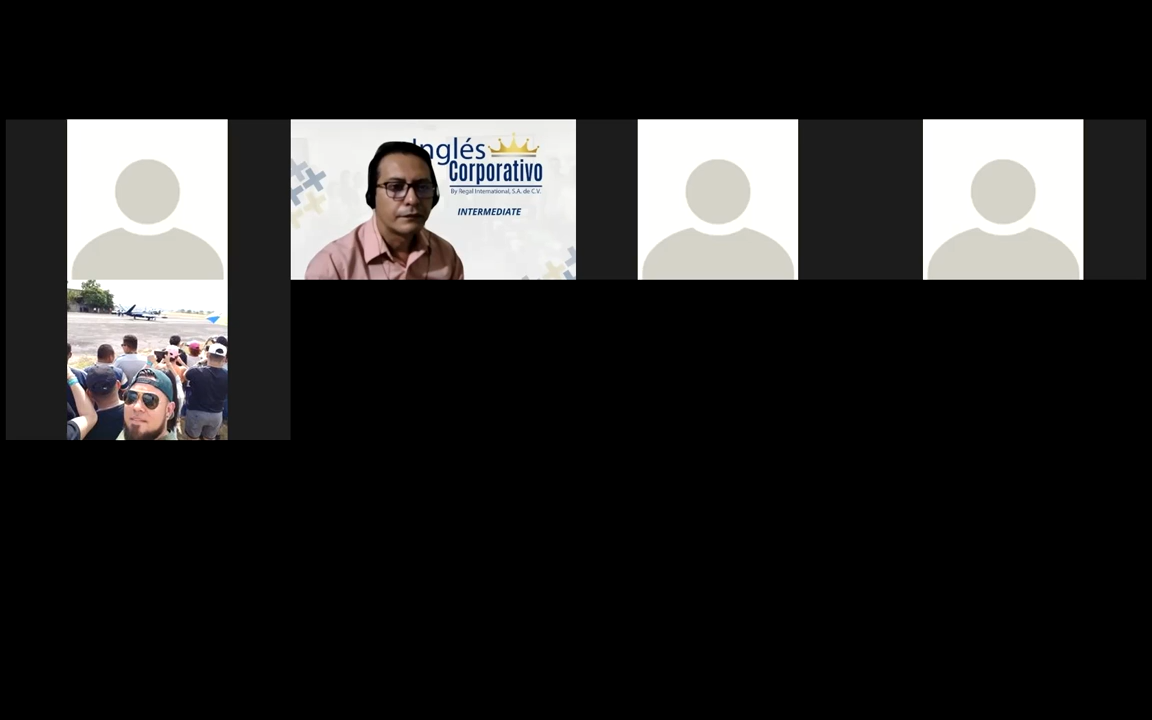 Inglés
Corporativo
By Regal International, S.A. de C.V.
INTERMEDIATE